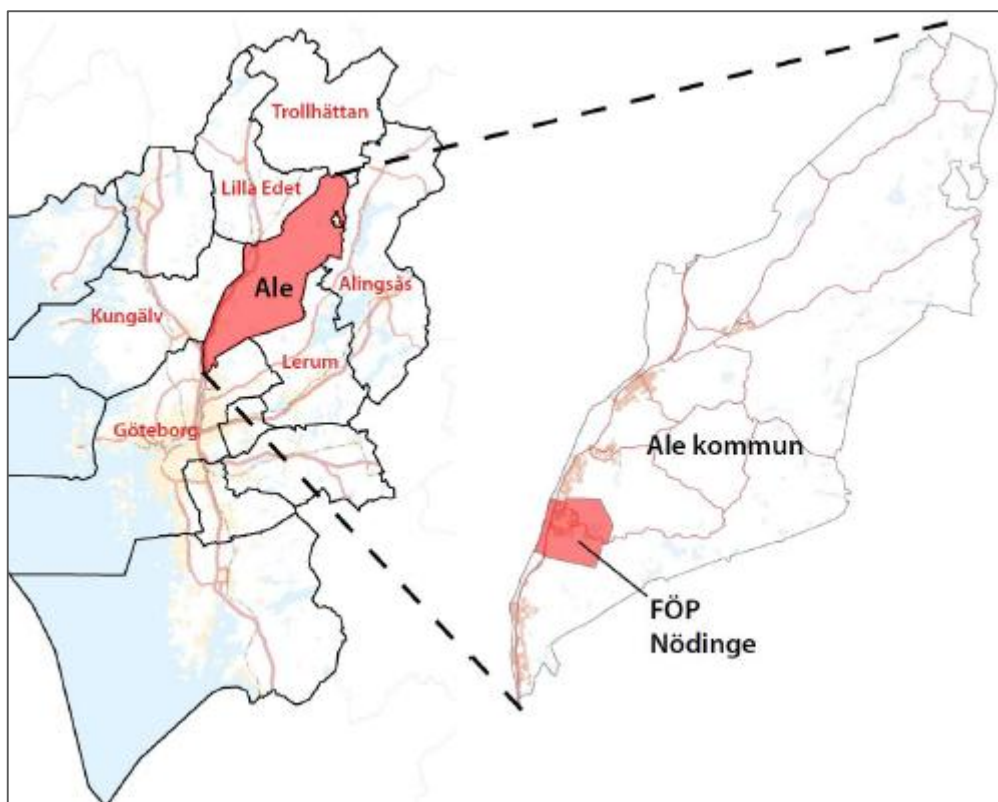 Trollhättan
Lilla Edet
Ale
Alingsås
Kungälv
Lerum
Göteborg
Ale kommun
FÖP
Nödinge